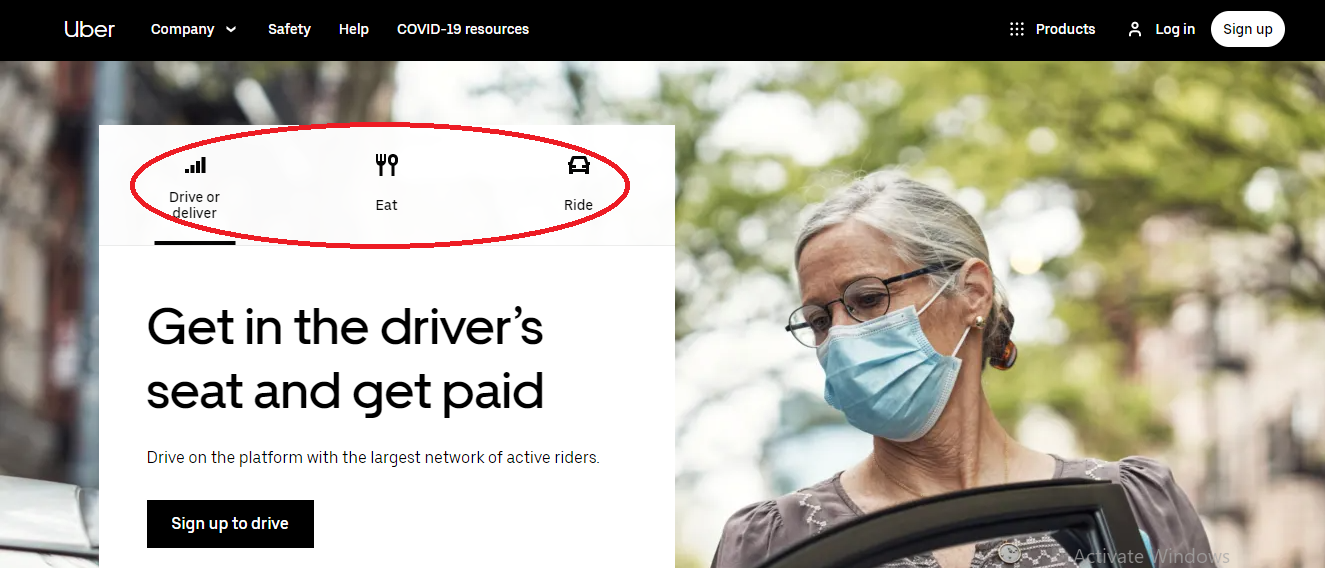 Uber Company Safety Help COVID-19 resources Products Log in Sign up
Drive or
deliver
Eat
Ride
Get in the driver’s
seat and get paid
Drive on the platform with the largest network of active riders.
Sign up to drive
Activate Windows